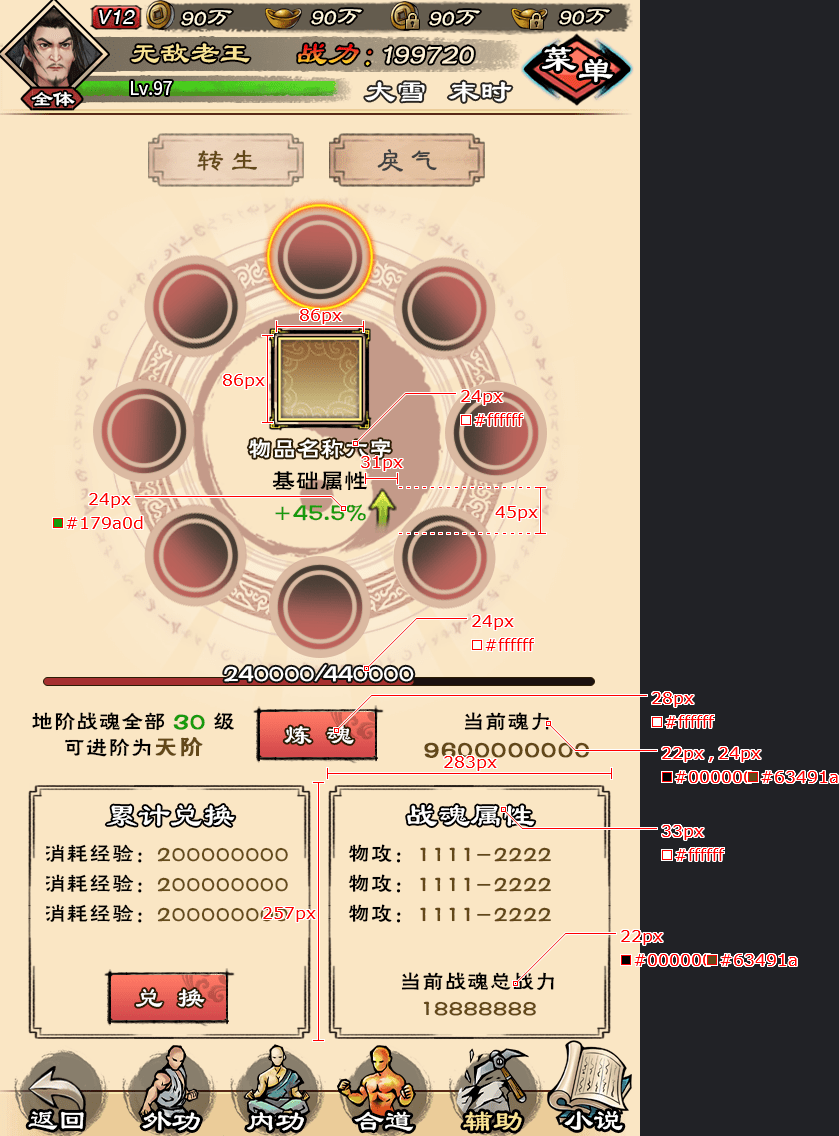 V12 90万 90万 90万 90万
无敌老王 战力：199720
菜单
全体 Lv.97 大雪 末时
转生 戾气
86px
86px
24px
#ffffff
物品名称六字
31px
基础属性
24px
+45.5%
45px
#179a0d
24px
#ffffff
240000/440000
28px
#ffffff
地阶战魂全部 30 级
可进阶为天阶
炼魂
当前魂力
9600000000
22px , 24px
#000000 #63491a
283px
累计兑换
消耗经验：200000000
消耗经验：200000000
消耗经验：200000000
257px
兑换
战魂属性
33px
#ffffff
物攻：1111-2222
物攻：1111-2222
物攻：1111-2222
22px
#000000 #63491a
当前战魂总战力
18888888
返回 外功 内功 合道 辅助 小说